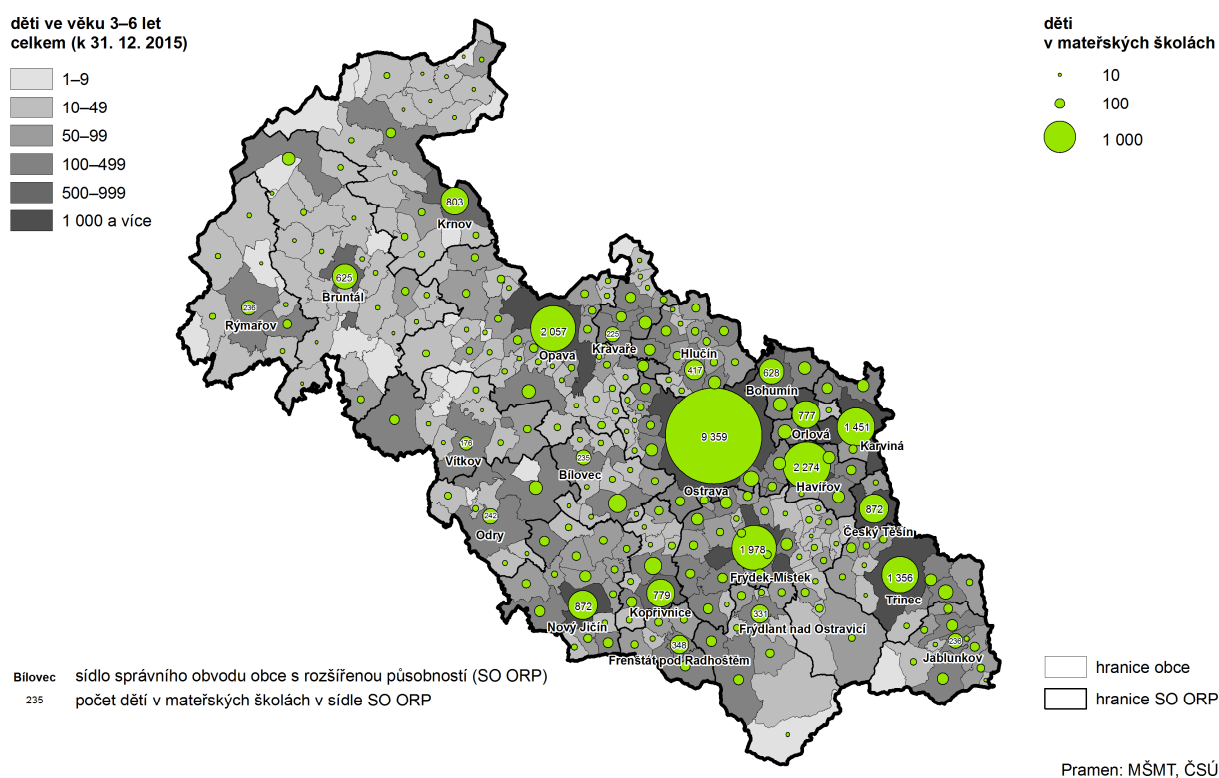 děti ve věku 3–6 let
celkem (k 31. 12. 2015)
1–9
10–49
50–99
100–499
500–999
1 000 a více
děti
v mateřských školách
10
100
1 000
803
Krnov
625
Bruntál
236
Rýmařov
2 057
Opava
225
Kravaře
Hlučín
417
628
Bohumín
777
Orlová
1 451
Karviná
9 359
Ostrava
2 274
Havířov
176
Vítkov
235
Bílovec
242
Odry
872
Český Těšín
1 978
Frýdek-Místek
1 356
Třinec
872
Nový Jičín
779
Kopřivnice
331
Frýdlant nad Ostravicí
348
Frenštát pod Radhoštěm
236
Jablunkov
Bílovec sídlo správního obvodu obce s rozšířenou působností (SO ORP)
235 počet dětí v mateřských školách v sídle SO ORP
hranice obce
hranice SO ORP
Pramen: MŠMT, ČSÚ